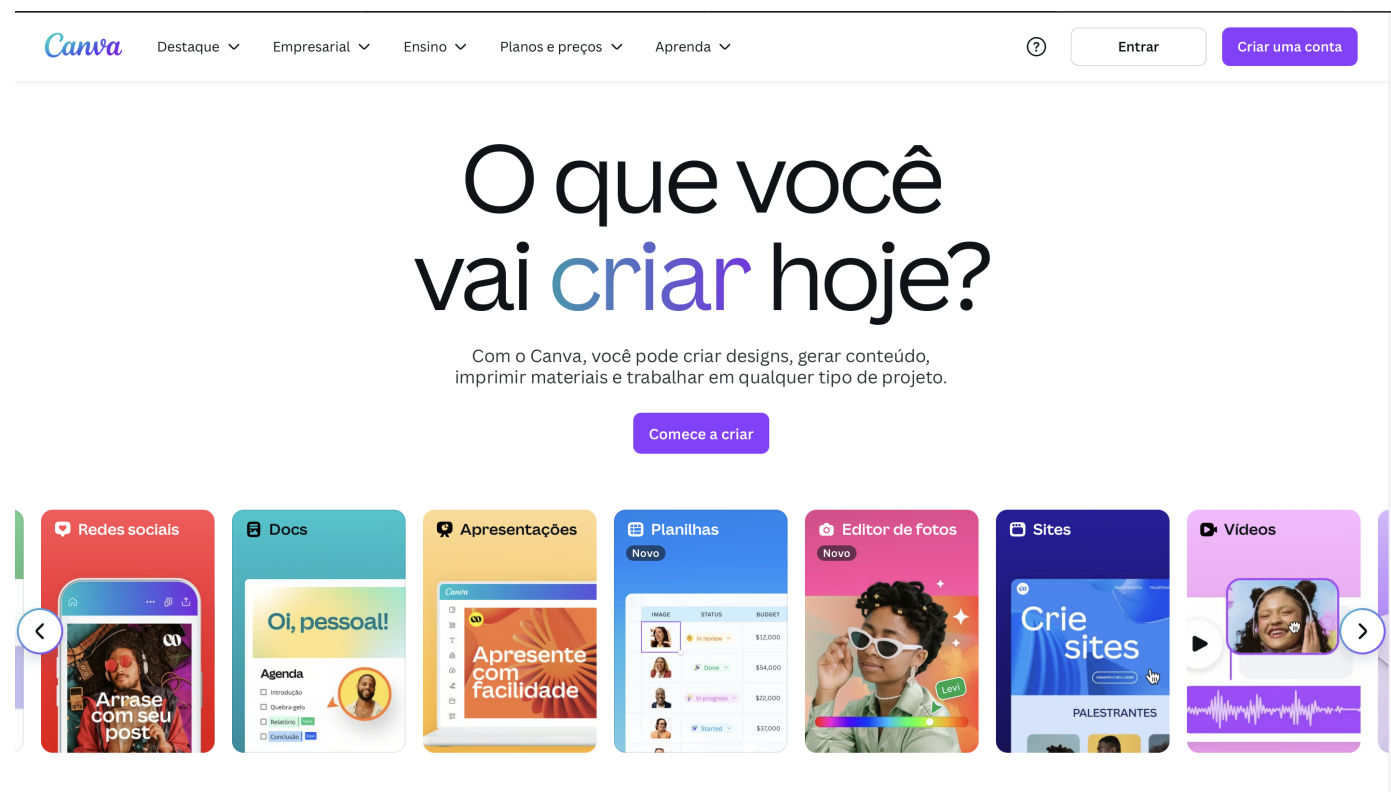 Canva
Destaque
Empresarial
Ensino
Planos e preços
Aprenda
?
Entrar
Criar uma conta
O que você
vai criar hoje?
Com o Canva, você pode criar designs, gerar conteúdo,
imprimir materiais e trabalhar em qualquer tipo de projeto.
Comece a criar
Redes sociais
Arrase
com seu
post
Docs
Oi, pessoal!
Agenda
Introdução
Quebra-gelo
Relatório
Conclusão
Apresentações
Canva
Apresente
com
facilidade
Planilhas
Novo
IMAGE STATUS BUDGET
In review $12,000
Done $54,000
In progress $22,000
Started $37,000
Editor de fotos
Novo
Levi
Sites
Crie
sites
PALESTRANTES
Vídeos